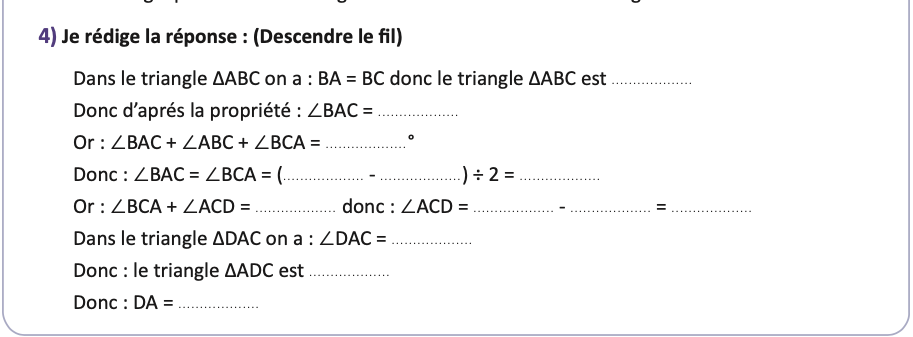 4) Je rédige la réponse : (Descendre le fil)
Dans le triangle ΔABC on a : BA = BC donc le triangle ΔABC est ...................
Donc d'aprés la propriété : ∠BAC = ...................
Or : ∠BAC + ∠ABC + ∠BCA = ...................°
Donc : ∠BAC = ∠BCA = (................... - ...................) ÷ 2 = ...................
Or : ∠BCA + ∠ACD = ................... donc : ∠ACD = ................... - ................... = ...................
Dans le triangle ΔDAC on a : ∠DAC = ...................
Donc : le triangle ΔADC est ...................
Donc : DA = ...................